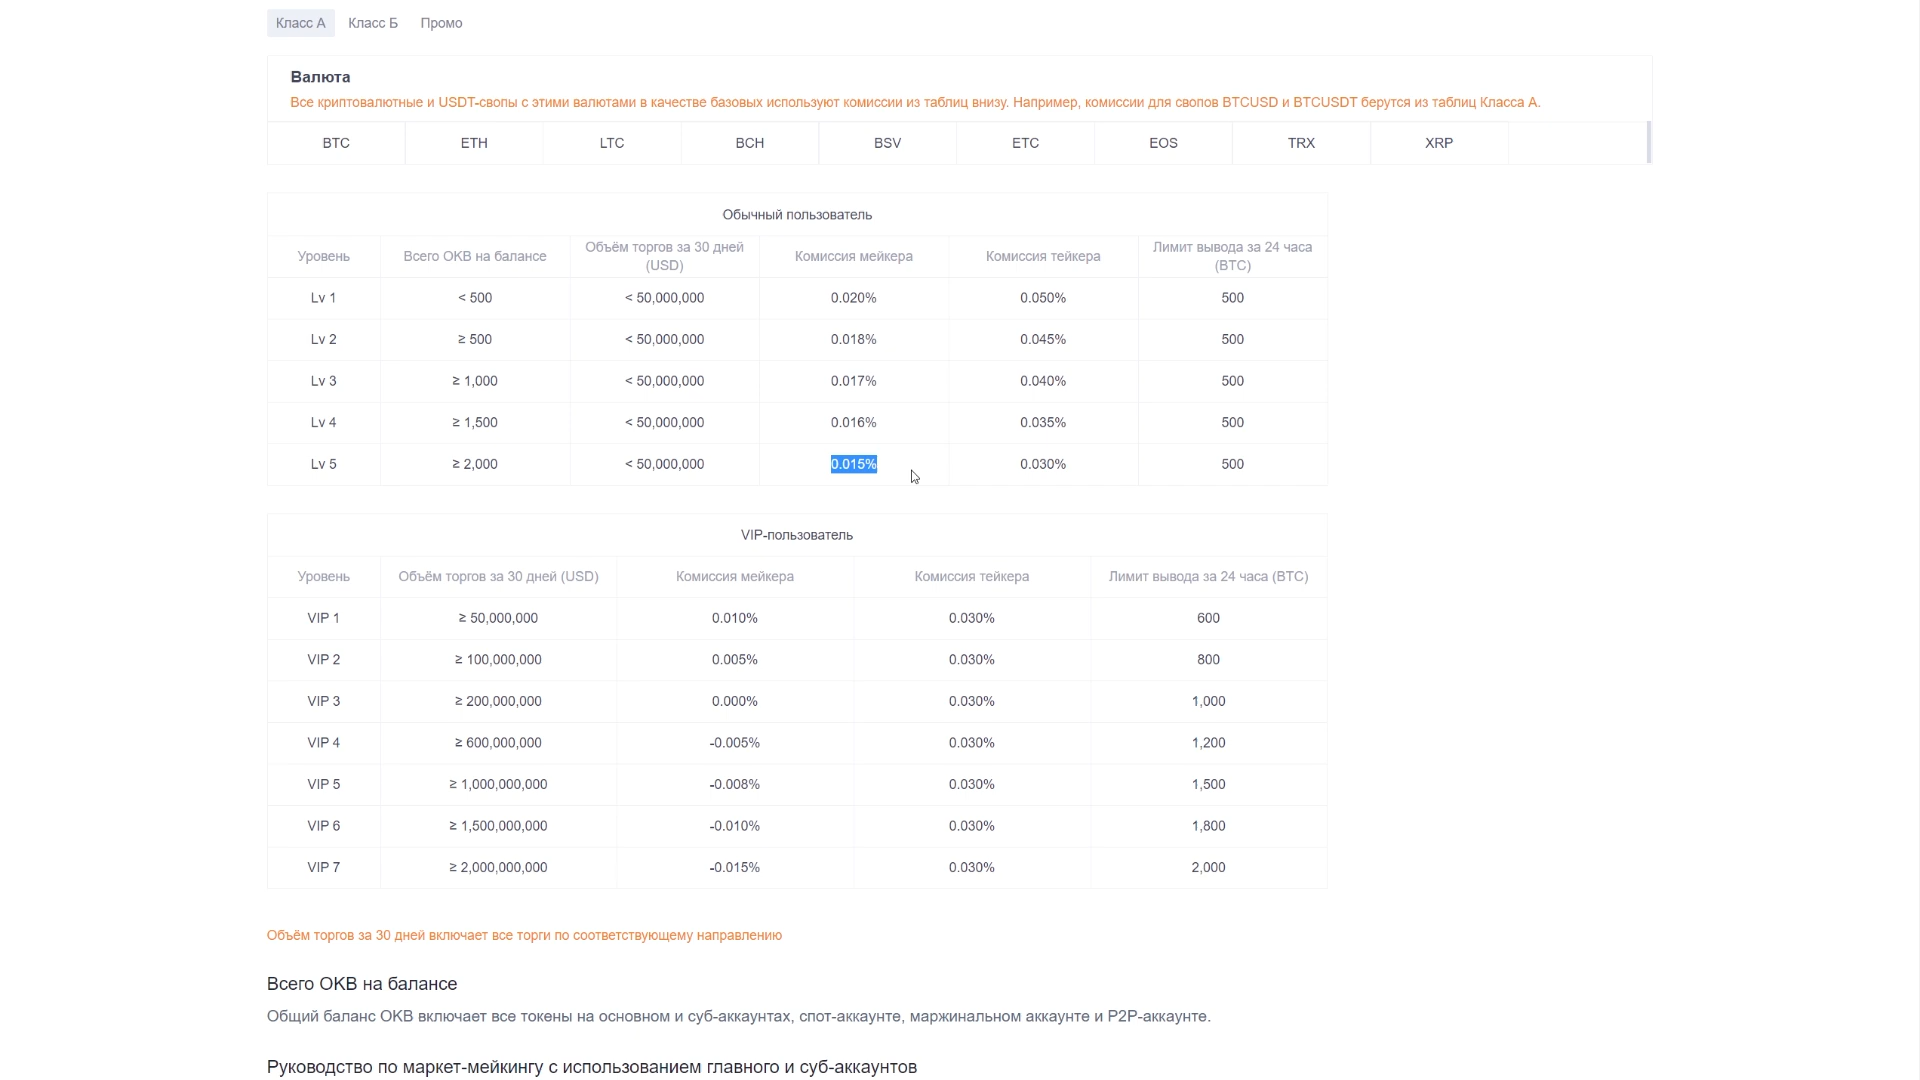 Класс А Класс Б Промо
Валюта
Все криптовалютные и USDT-свопы с этими валютами в качестве базовых используют комиссии из таблиц внизу. Например, комиссии для свопов BTCUSD и BTCUSDT берутся из таблиц Класса А.
BTC ETH LTC BCH BSV ETC EOS TRX XRP
Обычный пользователь
Уровень Всего OKB на балансе Объём торгов за 30 дней (USD) Комиссия мейкера Комиссия тейкера Лимит вывода за 24 часа (BTC)
Lv 1 < 500 < 50,000,000 0.020% 0.050% 500
Lv 2 ≥ 500 < 50,000,000 0.018% 0.045% 500
Lv 3 ≥ 1,000 < 50,000,000 0.017% 0.040% 500
Lv 4 ≥ 1,500 < 50,000,000 0.016% 0.035% 500
Lv 5 ≥ 2,000 < 50,000,000 0.015% 0.030% 500
VIP-пользователь
Уровень Объём торгов за 30 дней (USD) Комиссия мейкера Комиссия тейкера Лимит вывода за 24 часа (BTC)
VIP 1 ≥ 50,000,000 0.010% 0.030% 600
VIP 2 ≥ 100,000,000 0.005% 0.030% 800
VIP 3 ≥ 200,000,000 0.000% 0.030% 1,000
VIP 4 ≥ 600,000,000 -0.005% 0.030% 1,200
VIP 5 ≥ 1,000,000,000 -0.008% 0.030% 1,500
VIP 6 ≥ 1,500,000,000 -0.010% 0.030% 1,800
VIP 7 ≥ 2,000,000,000 -0.015% 0.030% 2,000
Объём торгов за 30 дней включает все торги по соответствующему направлению
Всего OKB на балансе
Общий баланс OKB включает все токены на основном и суб-аккаунтах, спот-аккаунте, маржинальном аккаунте и P2P-аккаунте.
Руководство по маркет-мейкингу с использованием главного и суб-аккаунтов